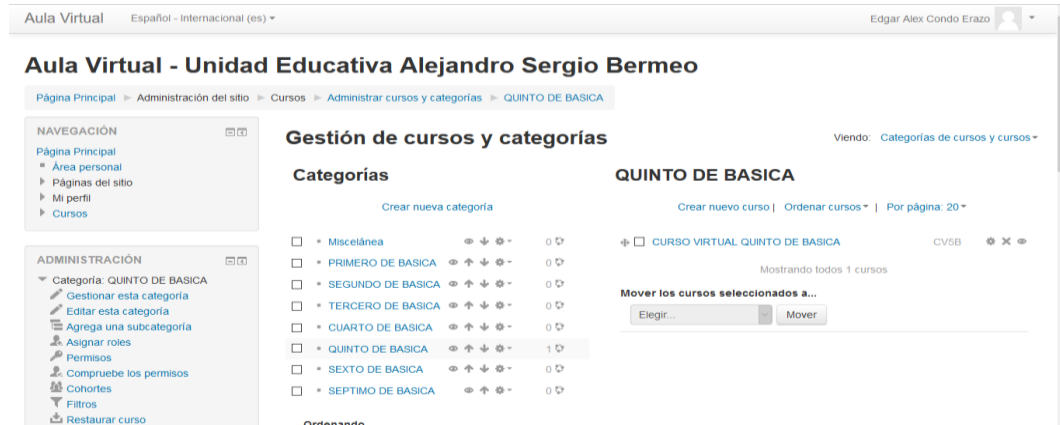 Aula Virtual Español - Internacional (es) Edgar Alex Condo Erazo
Aula Virtual - Unidad Educativa Alejandro Sergio Bermeo
Página Principal Administración del sitio Cursos Administrar cursos y categorías QUINTO DE BASICA
NAVEGACIÓN
Página Principal
Área personal
Páginas del sitio
Mi perfil
Cursos
ADMINISTRACIÓN
Categoría: QUINTO DE BASICA
Gestionar esta categoría
Editar esta categoría
Agrega una subcategoría
Asignar roles
Permisos
Compruebe los permisos
Cohortes
Filtros
Restaurar curso
Gestión de cursos y categorías
Viendo: Categorías de cursos y cursos
Categorías
Crear nueva categoría
Miscelánea 0
PRIMERO DE BASICA 0
SEGUNDO DE BASICA 0
TERCERO DE BASICA 0
CUARTO DE BASICA 0
QUINTO DE BASICA 1
SEXTO DE BASICA 0
SEPTIMO DE BASICA 0
Ordenando
QUINTO DE BASICA
Crear nuevo curso | Ordenar cursos | Por página: 20
CURSO VIRTUAL QUINTO DE BASICA CV5B
Mostrando todos 1 cursos
Mover los cursos seleccionados a...
Elegir... Mover